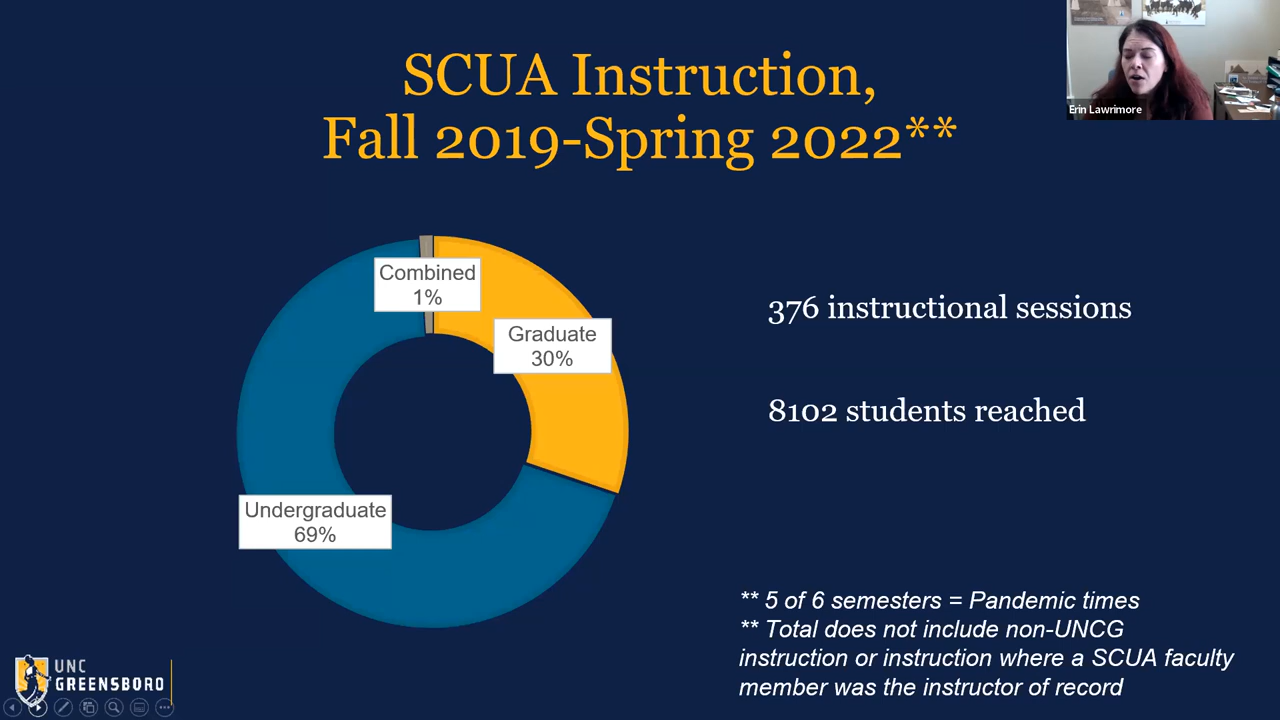 SCUA Instruction,
Fall 2019-Spring 2022**
Erin Lawrimore
Combined
1%
Graduate
30%
Undergraduate
69%
376 instructional sessions
8102 students reached
** 5 of 6 semesters = Pandemic times
** Total does not include non-UNCG
instruction or instruction where a SCUA faculty
member was the instructor of record
UNC
GREENSBORO